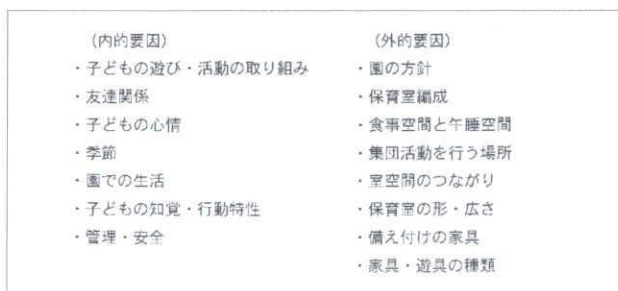 （内的要因）
・子どもの遊び・活動の取り組み
・友達関係
・子どもの心情
・季節
・園での生活
・子どもの知覚・行動特性
・管理・安全
（外的要因）
・園の方針
・保育室編成
・食事空間と午睡空間
・集団活動を行う場所
・室空間のつながり
・保育室の形・広さ
・備え付けの家具
・家具・遊具の種類